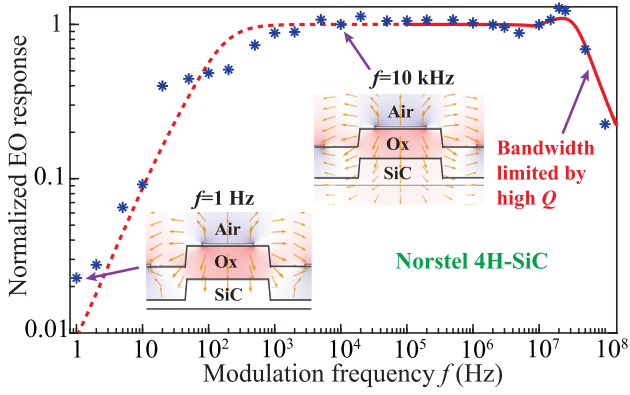 Normalized EO response
1
0.1
0.01
f=10 kHz
Air
Ox
SiC
Bandwidth
limited by
high Q
f=1 Hz
Air
Ox
SiC
Norstel 4H-SiC
1 10 10² 10³ 10⁴ 10⁵ 10⁶ 10⁷ 10⁸
Modulation frequency f (Hz)